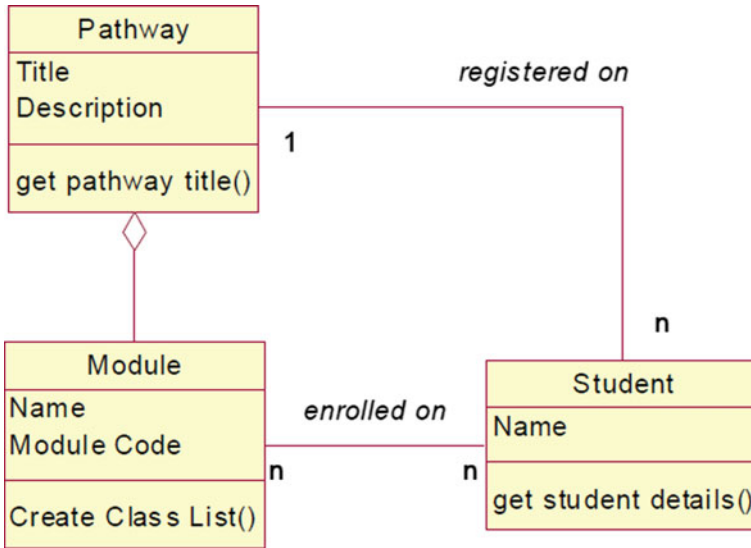 Pathway
Title
Description
get pathway title()
registered on
1
n
Module
Name
Module Code
Create Class List()
enrolled on
n
n
Student
Name
get student details()